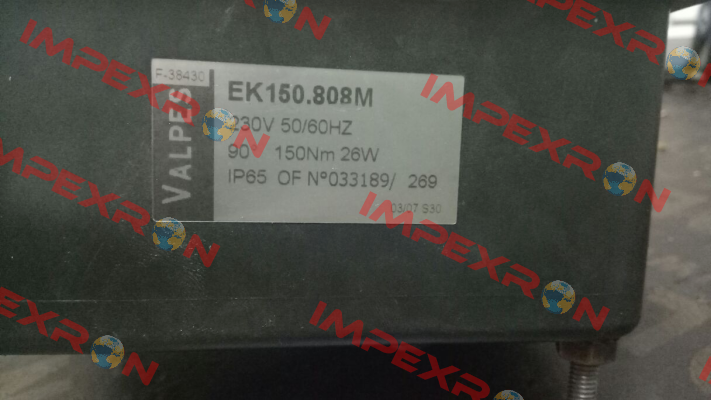 F-38430
VALPES
EK150.808M
230V 50/60HZ
90° 150Nm 26W
IP65 OF N°033189/ 269
03/07 S30
IMPEXRON
IMPEXRON
IMPEXRON
IMPEXRON
IMPEXRON
IMPEXRON
IMPEXRON